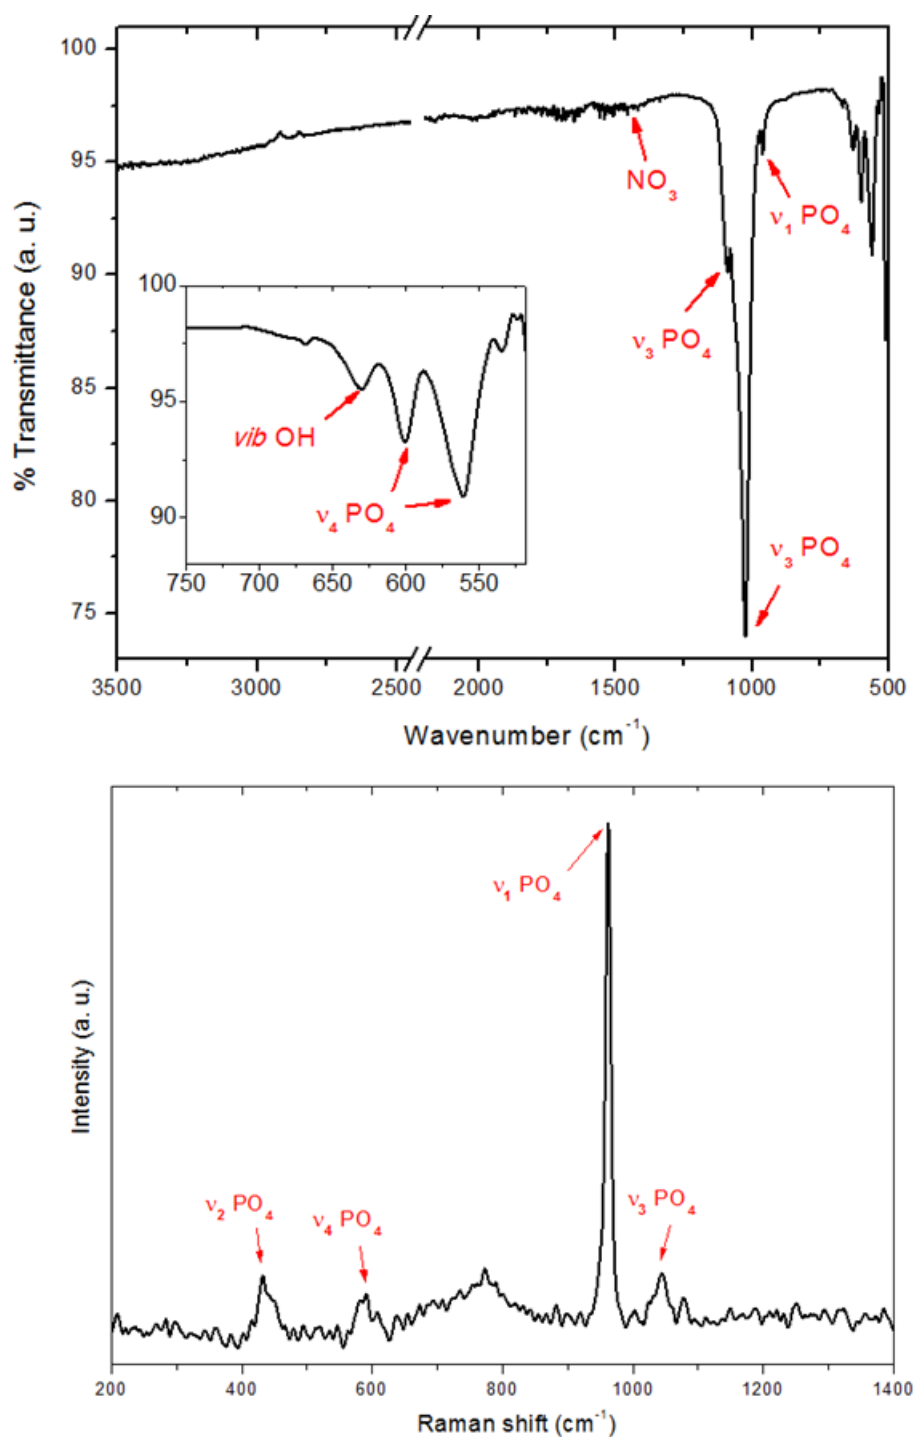 100
95
90
85
80
75
% Transmittance (a. u.)
NO₃
ν₁ PO₄
ν₃ PO₄
ν₃ PO₄
100
95
90
vib OH
ν₄ PO₄
750 700 650 600 550
3500 3000 2500 2000 1500 1000 500
Wavenumber (cm⁻¹)
Intensity (a. u.)
ν₁ PO₄
ν₂ PO₄
ν₄ PO₄
ν₃ PO₄
200 400 600 800 1000 1200 1400
Raman shift (cm⁻¹)